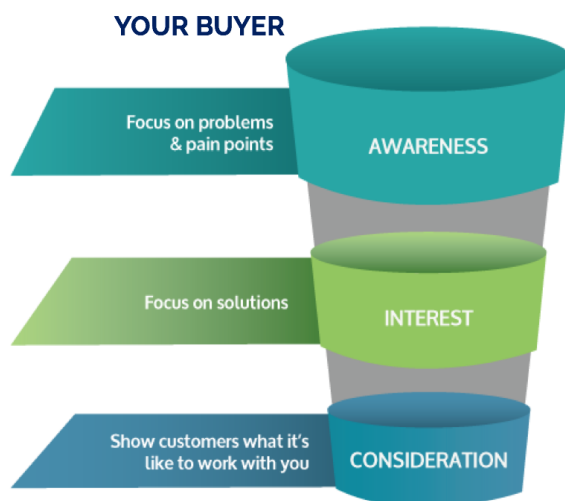 YOUR BUYER
Focus on problems
& pain points
AWARENESS
Focus on solutions
INTEREST
Show customers what it's
like to work with you
CONSIDERATION